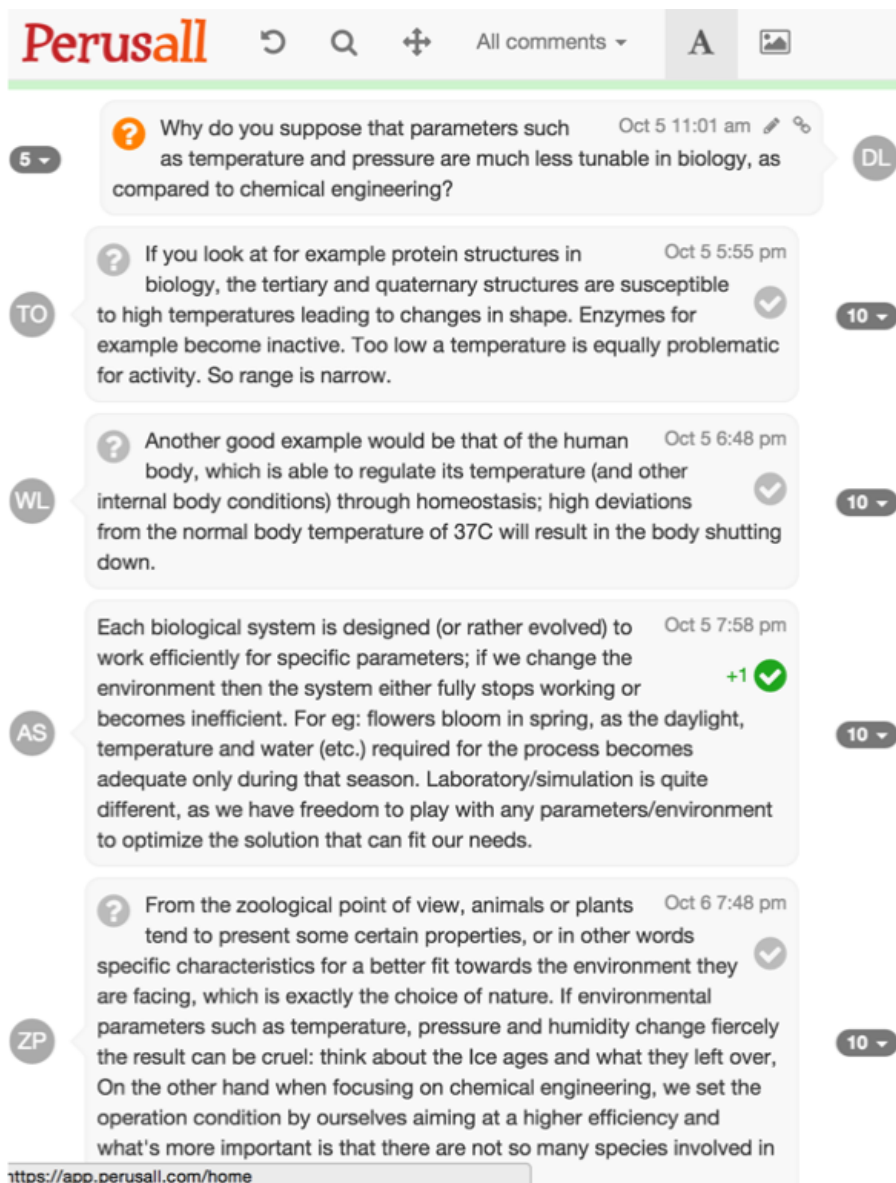 Perusall All comments A
Why do you suppose that parameters such Oct 5 11:01 am
5 as temperature and pressure are much less tunable in biology, as DL
compared to chemical engineering?
If you look at for example protein structures in Oct 5 5:55 pm
biology, the tertiary and quaternary structures are susceptible
TO to high temperatures leading to changes in shape. Enzymes for 10
example become inactive. Too low a temperature is equally problematic
for activity. So range is narrow.
Another good example would be that of the human Oct 5 6:48 pm
body, which is able to regulate its temperature (and other
WL internal body conditions) through homeostasis; high deviations 10
from the normal body temperature of 37C will result in the body shutting
down.
Each biological system is designed (or rather evolved) to Oct 5 7:58 pm
work efficiently for specific parameters; if we change the
environment then the system either fully stops working or +1
becomes inefficient. For eg: flowers bloom in spring, as the daylight,
AS temperature and water (etc.) required for the process becomes 10
adequate only during that season. Laboratory/simulation is quite
different, as we have freedom to play with any parameters/environment
to optimize the solution that can fit our needs.
From the zoological point of view, animals or plants Oct 6 7:48 pm
tend to present some certain properties, or in other words
specific characteristics for a better fit towards the environment they
are facing, which is exactly the choice of nature. If environmental
parameters such as temperature, pressure and humidity change fiercely
ZP the result can be cruel: think about the Ice ages and what they left over, 10
On the other hand when focusing on chemical engineering, we set the
operation condition by ourselves aiming at a higher efficiency and
what's more important is that there are not so many species involved in
https://app.perusall.com/home